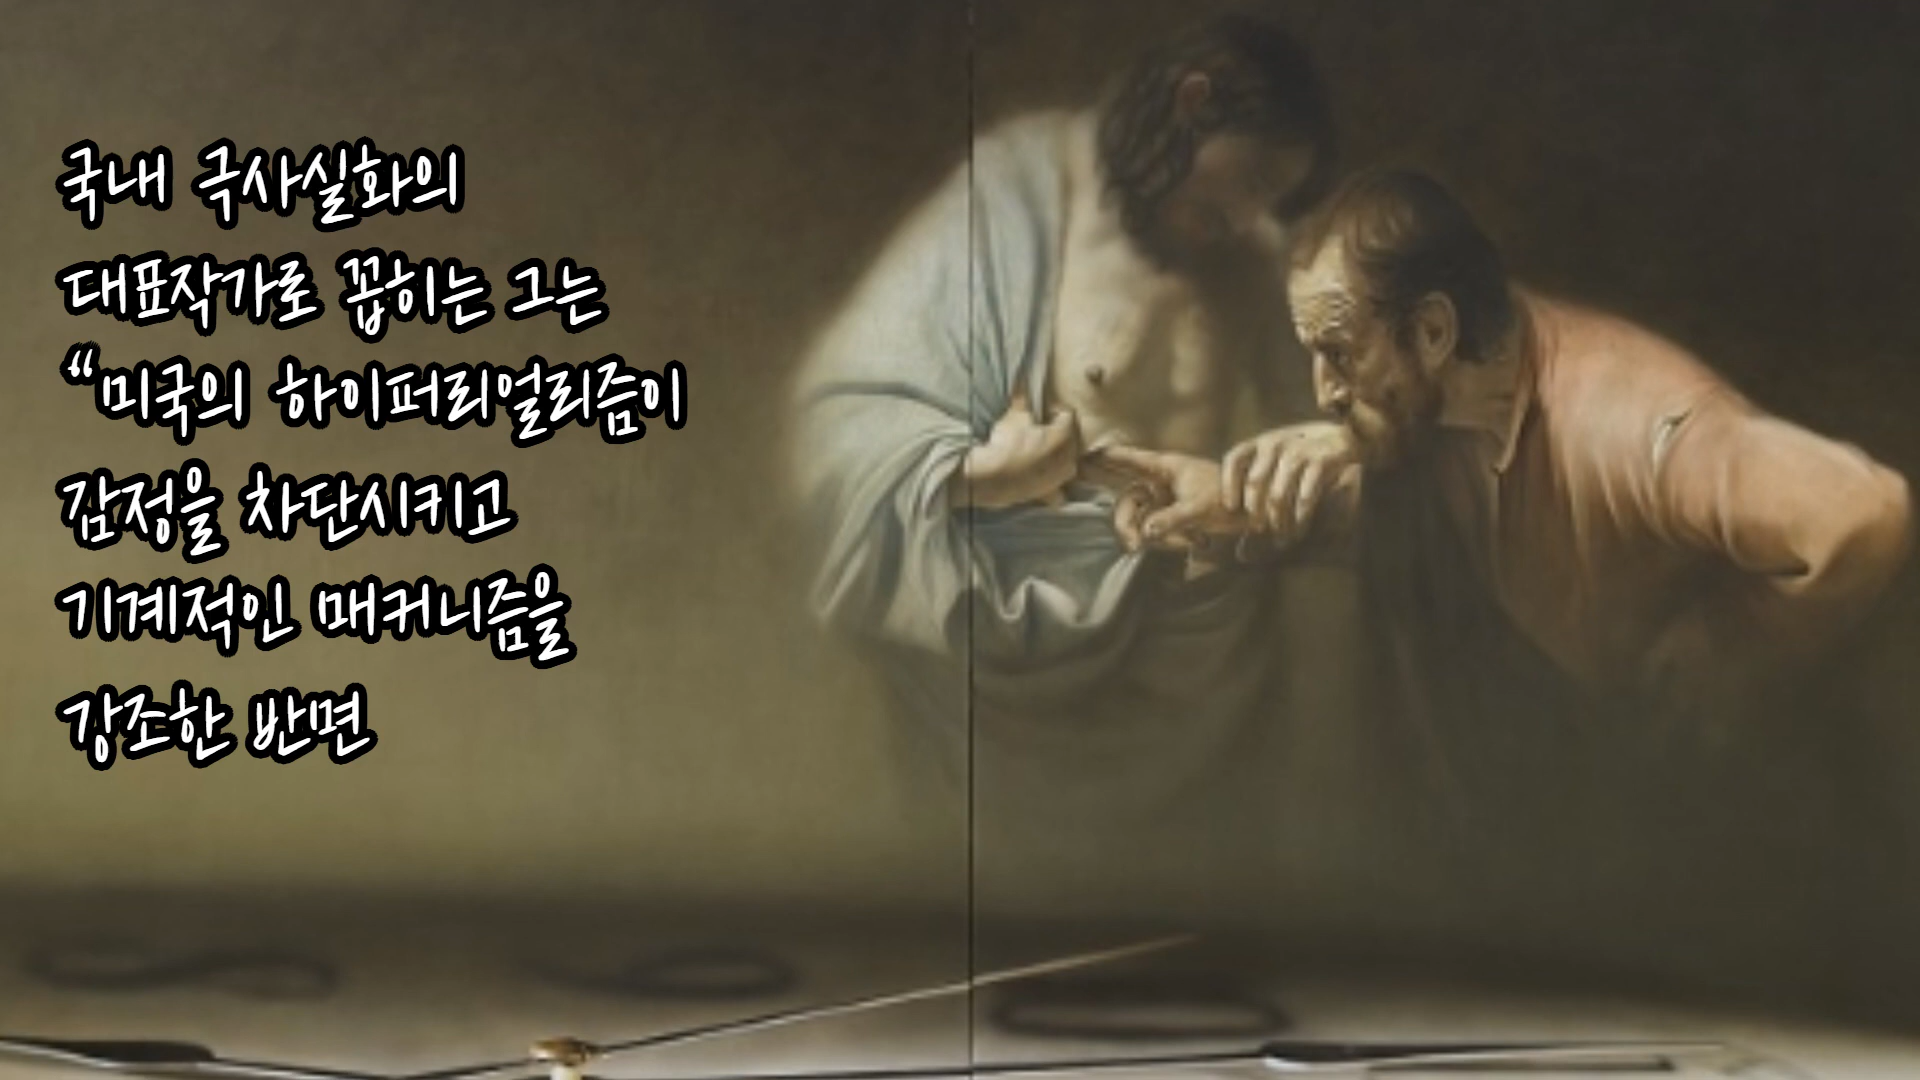 국내 극사실화의
대표작가로 꼽히는 그는
“미국의 하이퍼리얼리즘이
감정을 차단시키고
기계적인 매커니즘을
강조한 반면